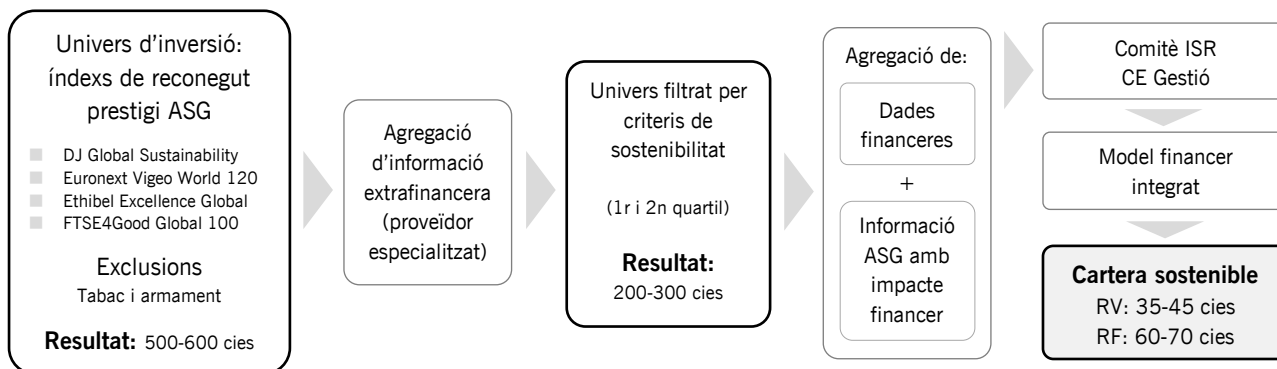 Univers d’inversió:
índexs de reconegut
prestigi ASG
DJ Global Sustainability
Euronext Vigeo World 120
Ethibel Excellence Global
FTSE4Good Global 100
Exclusions
Tabac i armament
Resultat: 500-600 cies
Agregació
d’informació
extrafinancera
(proveïdor
especialitzat)
Univers filtrat per
criteris de
sostenibilitat
(1r i 2n quartil)
Resultat:
200-300 cies
Agregació de:
Dades
financeres
+
Informació
ASG amb
impacte
financer
Comitè ISR
CE Gestió
Model financer
integrat
Cartera sostenible
RV: 35-45 cies
RF: 60-70 cies